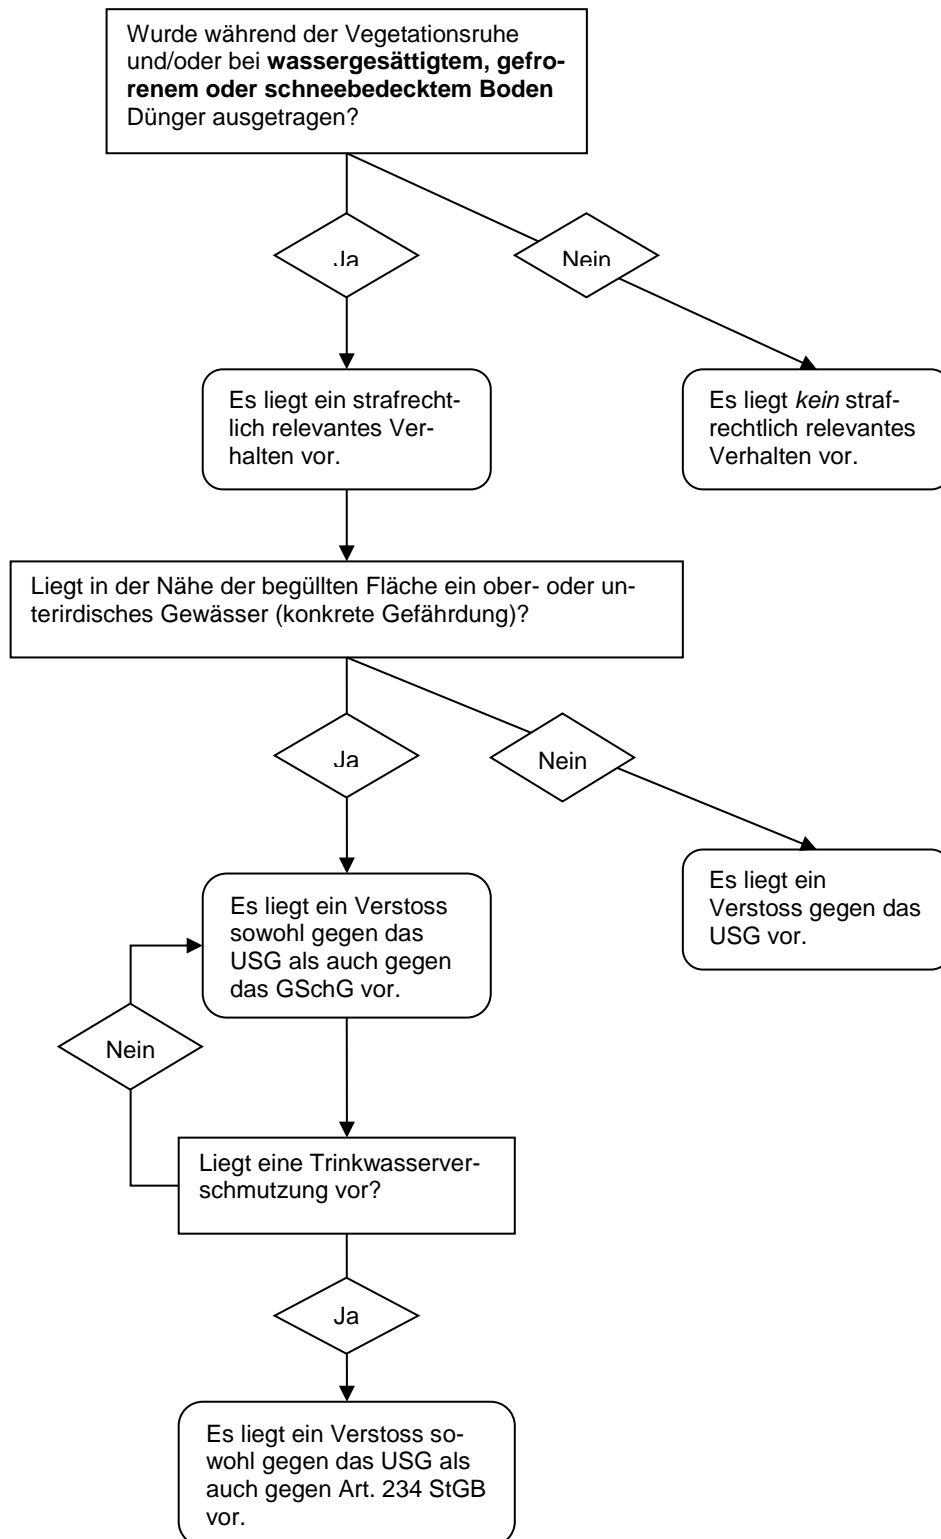 Wurde während der Vegetationsruhe
und/oder bei wassergesättigtem, gefro-
renem oder schneebedecktem Boden
Dünger ausgetragen?
Ja
Nein
Es liegt ein strafrecht-
lich relevantes Ver-
halten vor.
Es liegt kein straf-
rechtlich relevantes
Verhalten vor.
Liegt in der Nähe der begüllten Fläche ein ober- oder un-
terirdisches Gewässer (konkrete Gefährdung)?
Ja
Nein
Es liegt ein Verstoss
sowohl gegen das
USG als auch gegen
das GSchG vor.
Es liegt ein
Verstoss gegen das
USG vor.
Nein
Liegt eine Trinkwasserver-
schmutzung vor?
Ja
Es liegt ein Verstoss so-
wohl gegen das USG als
auch gegen Art. 234 StGB
vor.